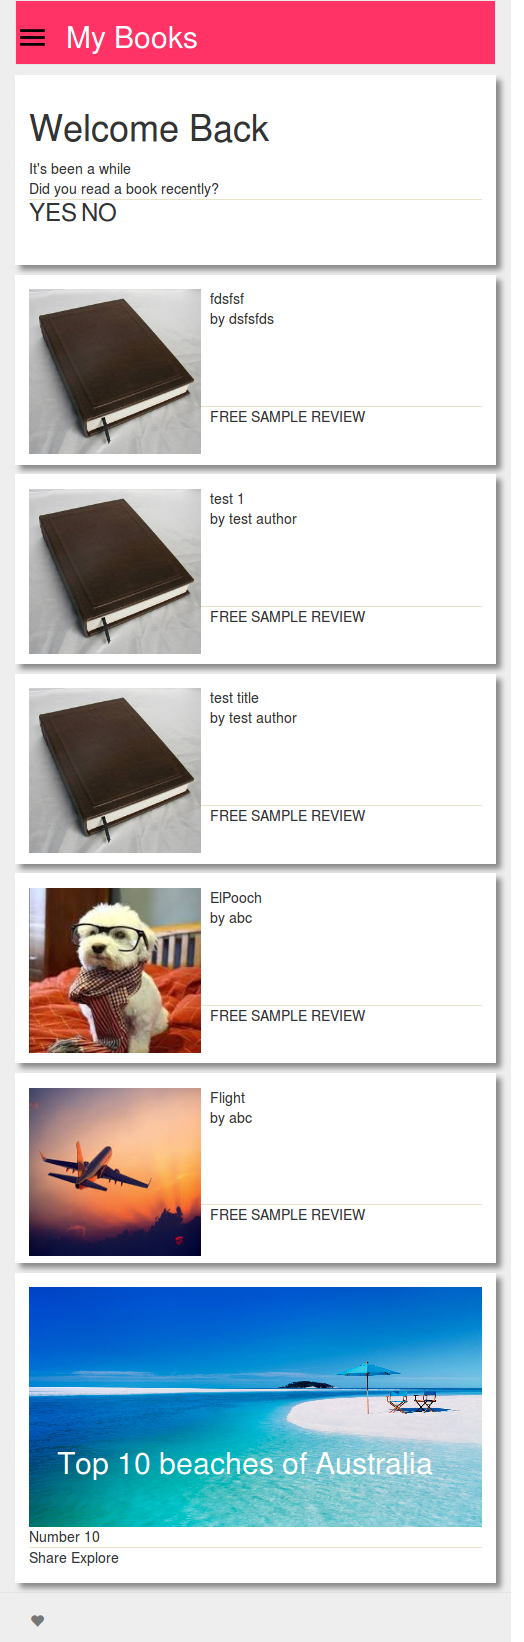 My Books
Welcome Back
It's been a while
Did you read a book recently?
YES NO
fdsfsf
by dsfsfds
FREE SAMPLE REVIEW
test 1
by test author
FREE SAMPLE REVIEW
test title
by test author
FREE SAMPLE REVIEW
ElPooch
by abc
FREE SAMPLE REVIEW
Flight
by abc
FREE SAMPLE REVIEW
Top 10 beaches of Australia
Number 10
Share Explore